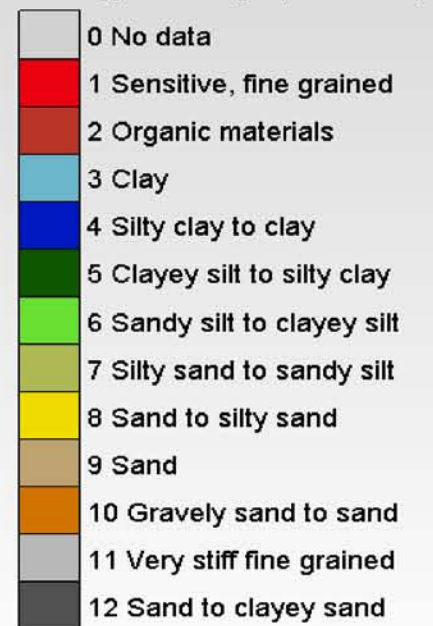 0 No data
1 Sensitive, fine grained
2 Organic materials
3 Clay
4 Silty clay to clay
5 Clayey silt to silty clay
6 Sandy silt to clayey silt
7 Silty sand to sandy silt
8 Sand to silty sand
9 Sand
10 Gravely sand to sand
11 Very stiff fine grained
12 Sand to clayey sand